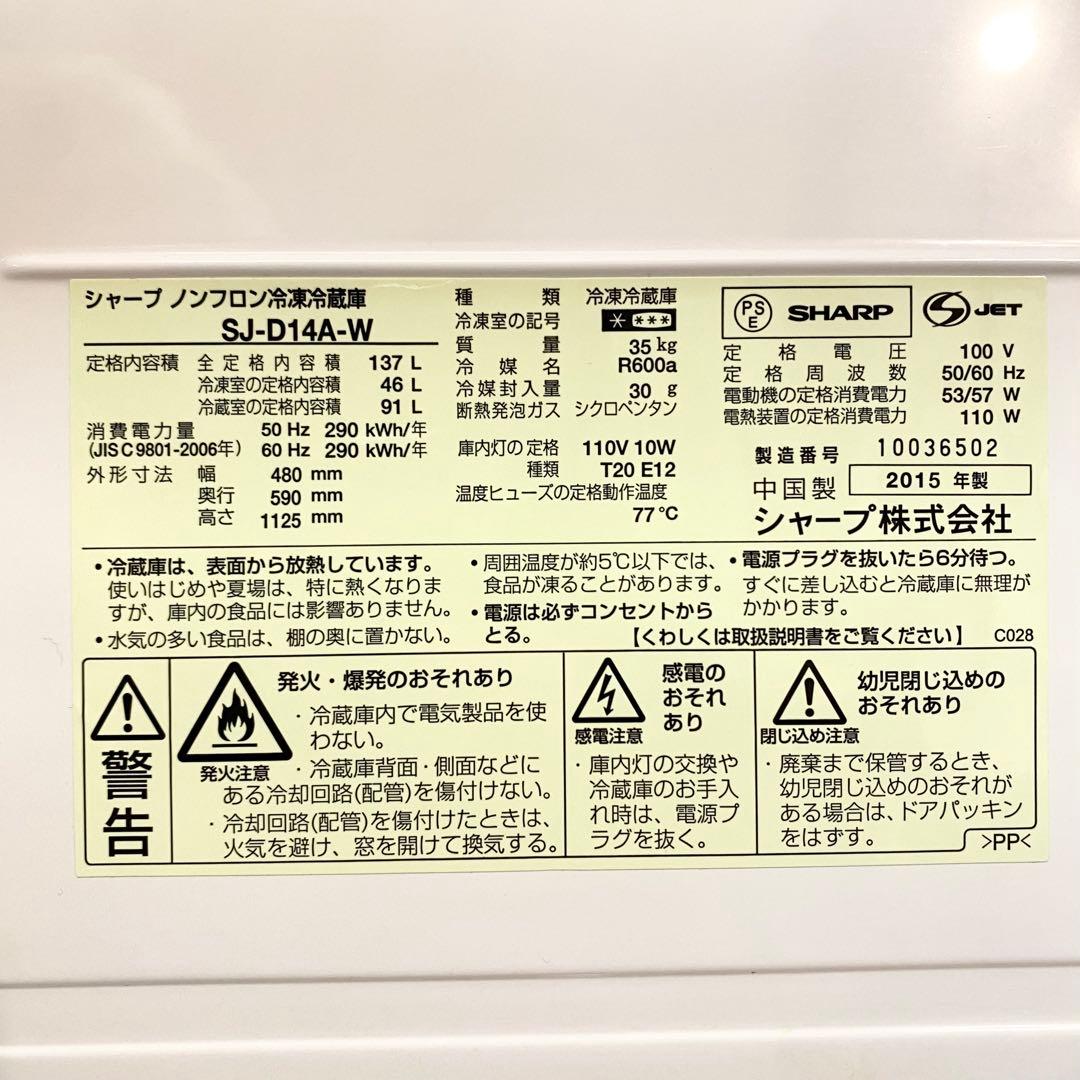 シャープ ノンフロン冷凍冷蔵庫
SJ-D14A-W
定格内容積 全定格内容積 137 L
冷凍室の定格内容積 46 L
冷蔵室の定格内容積 91 L
消費電力量 50 Hz 290 kWh/年
(JIS C 9801-2006年) 60 Hz 290 kWh/年
外形寸法 幅 480 mm
奥行 590 mm
高さ 1125 mm
種類 冷凍冷蔵庫
冷凍室の記号 * ***
質量 35 kg
冷媒名 R600a
冷媒封入量 30 g
断熱発泡ガス シクロペンタン
庫内灯の定格 110V 10W
種類 T20 E12
温度ヒューズの定格動作温度
77℃
PSE SHARP JET
定格電圧 100 V
定格周波数 50/60 Hz
電動機の定格消費電力 53/57 W
電熱装置の定格消費電力 110 W
製造番号 10036502
中国製 2015 年製
シャープ株式会社
・冷蔵庫は、表面から放熱しています。
使いはじめや夏場は、特に熱くなりま
すが、庫内の食品には影響ありません。
・水気の多い食品は、棚の奥に置かない。
・周囲温度が約5℃以下では、
食品が凍ることがあります。
・電源は必ずコンセントから
とる。
・電源プラグを抜いたら6分待つ。
すぐに差し込むと冷蔵庫に無理が
かかります。
【くわしくは取扱説明書をご覧ください】 C028
警告
発火注意
発火・爆発のおそれあり
・冷蔵庫内で電気製品を使
わない。
・冷蔵庫背面・側面などに
ある冷却回路(配管)を傷付けない。
・冷却回路(配管)を傷付けたときは、
火気を避け、窓を開けて換気する。
感電注意
感電の
おそれ
あり
・庫内灯の交換や
冷蔵庫のお手入
れ時は、電源プ
ラグを抜く。
閉じ込め注意
幼児閉じ込めの
おそれあり
・廃棄まで保管するとき、
幼児閉じ込めのおそれが
ある場合は、ドアパッキン
をはずす。
>PP<